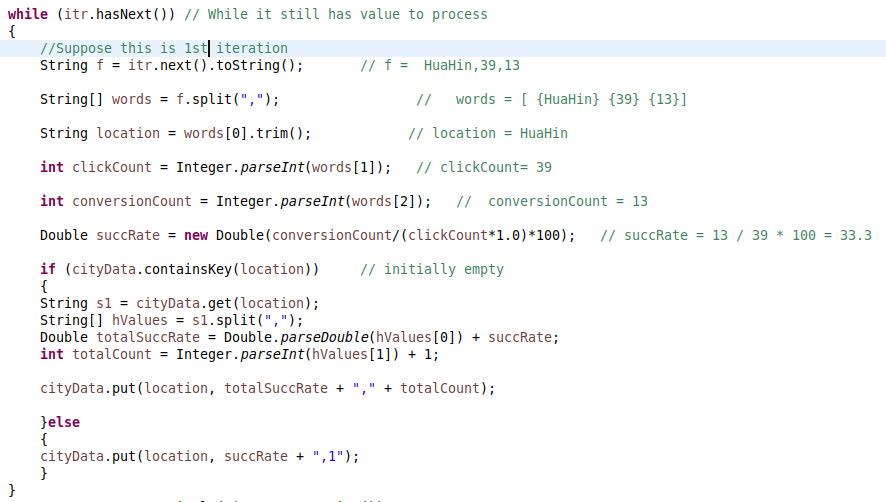 while (itr.hasNext()) // While it still has value to process
{
//Suppose this is 1st iteration
String f = itr.next().toString(); // f = HuaHin,39,13
String[] words = f.split(","); // words = [ {HuaHin} {39} {13}]
String location = words[0].trim(); // location = HuaHin
int clickCount = Integer.parseInt(words[1]); // clickCount= 39
int conversionCount = Integer.parseInt(words[2]); // conversionCount = 13
Double succRate = new Double(conversionCount/(clickCount*1.0)*100); // succRate = 13 / 39 * 100 = 33.3
if (cityData.containsKey(location)) // initially empty
{
String s1 = cityData.get(location);
String[] hValues = s1.split(",");
Double totalSuccRate = Double.parseDouble(hValues[0]) + succRate;
int totalCount = Integer.parseInt(hValues[1]) + 1;
cityData.put(location, totalSuccRate + "," + totalCount);
}else
{
cityData.put(location, succRate + ",1");
}
}